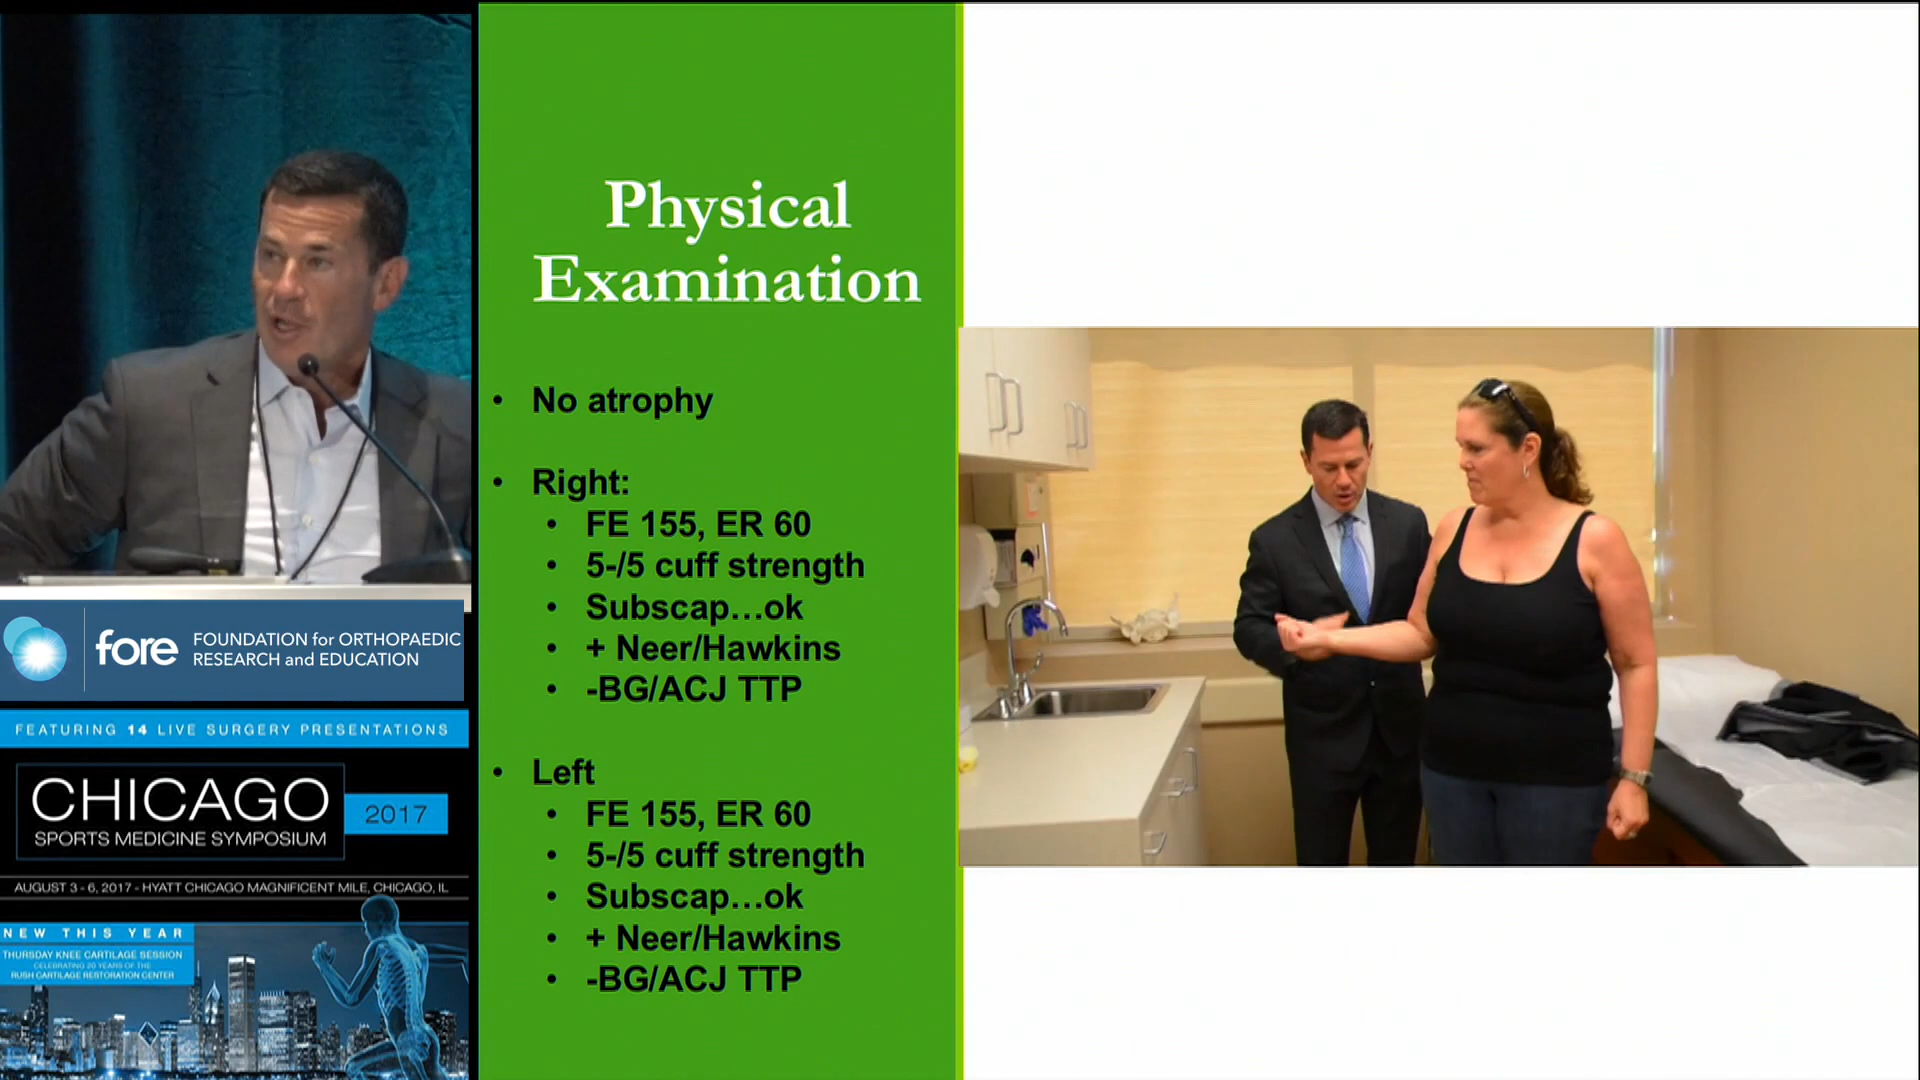 Physical
Examination
• No atrophy
• Right:
• FE 155, ER 60
• 5-/5 cuff strength
• Subscap…ok
• + Neer/Hawkins
• -BG/ACJ TTP
• Left
• FE 155, ER 60
• 5-/5 cuff strength
• Subscap…ok
• + Neer/Hawkins
• -BG/ACJ TTP
fore
FOUNDATION for ORTHOPAEDIC
RESEARCH and EDUCATION
FEATURING 14 LIVE SURGERY PRESENTATIONS
CHICAGO
SPORTS MEDICINE SYMPOSIUM
2017
AUGUST 3 - 6, 2017 - HYATT CHICAGO MAGNIFICENT MILE, CHICAGO, IL
NEW THIS YEAR
THURSDAY KNEE CARTILAGE SESSION
CELEBRATING 20 YEARS OF THE
RUSH CARTILAGE RESTORATION CENTER